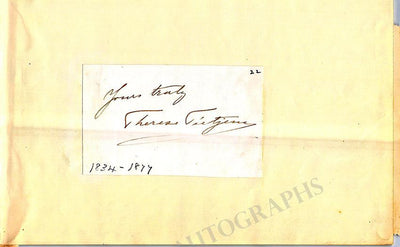 22
Yours truly
Therese Tietjens
1834-1877
AUTOGRAPHS